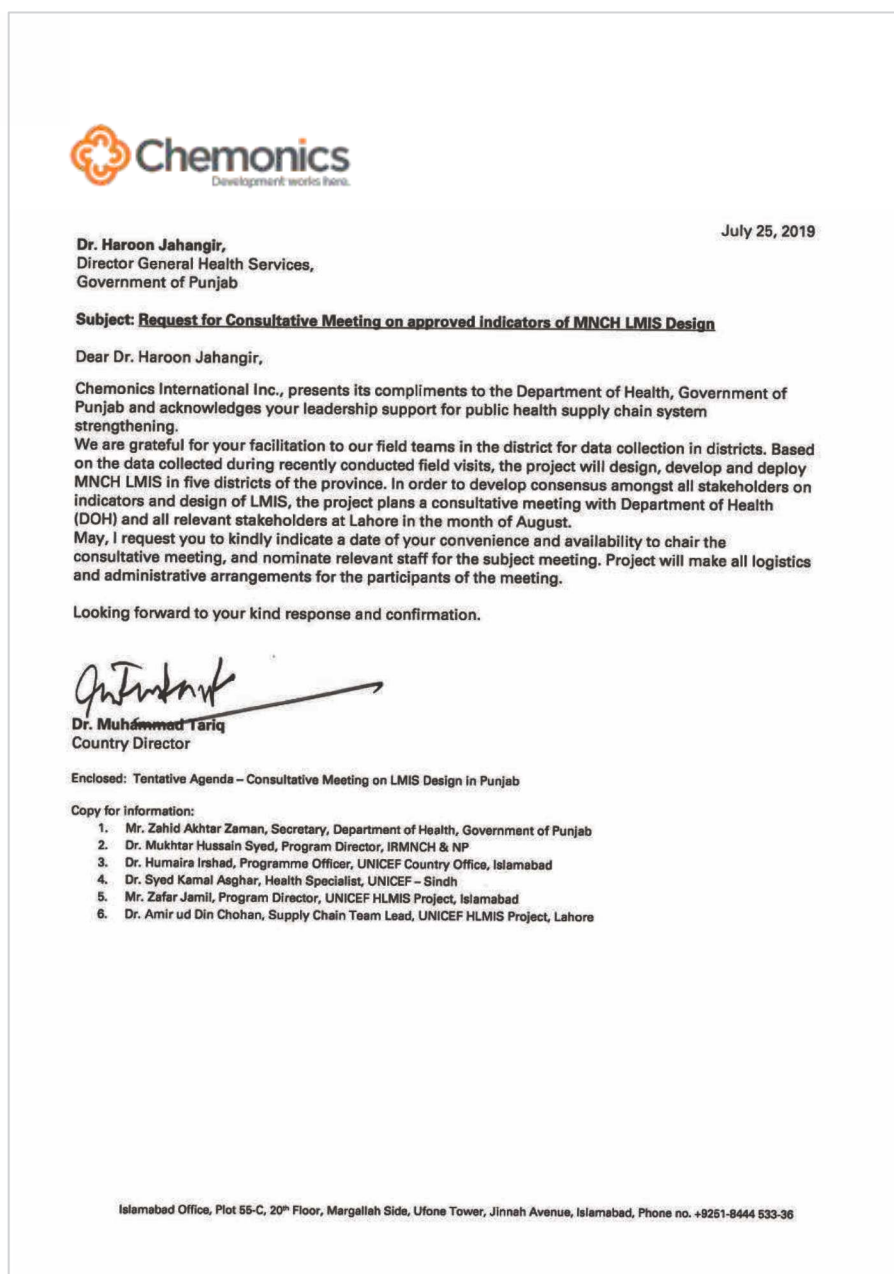 Chemonics
Development works here.
July 25, 2019
Dr. Haroon Jahangir,
Director General Health Services,
Government of Punjab
Subject: Request for Consultative Meeting on approved indicators of MNCH LMIS Design
Dear Dr. Haroon Jahangir,
Chemonics International Inc., presents its compliments to the Department of Health, Government of
Punjab and acknowledges your leadership support for public health supply chain system
strengthening.
We are grateful for your facilitation to our field teams in the district for data collection in districts. Based
on the data collected during recently conducted field visits, the project will design, develop and deploy
MNCH LMIS in five districts of the province. In order to develop consensus amongst all stakeholders on
indicators and design of LMIS, the project plans a consultative meeting with Department of Health
(DOH) and all relevant stakeholders at Lahore in the month of August.
May, I request you to kindly indicate a date of your convenience and availability to chair the
consultative meeting, and nominate relevant staff for the subject meeting. Project will make all logistics
and administrative arrangements for the participants of the meeting.
Looking forward to your kind response and confirmation.
Dr. Muhammad Tariq
Country Director
Enclosed: Tentative Agenda – Consultative Meeting on LMIS Design in Punjab
Copy for information:
1. Mr. Zahid Akhtar Zaman, Secretary, Department of Health, Government of Punjab
2. Dr. Mukhtar Hussain Syed, Program Director, IRMNCH & NP
3. Dr. Humaira Irshad, Programme Officer, UNICEF Country Office, Islamabad
4. Dr. Syed Kamal Asghar, Health Specialist, UNICEF – Sindh
5. Mr. Zafar Jamil, Program Director, UNICEF HLMIS Project, Islamabad
6. Dr. Amir ud Din Chohan, Supply Chain Team Lead, UNICEF HLMIS Project, Lahore
Islamabad Office, Plot 55-C, 20th Floor, Margallah Side, Ufone Tower, Jinnah Avenue, Islamabad, Phone no. +9251-8444 533-36